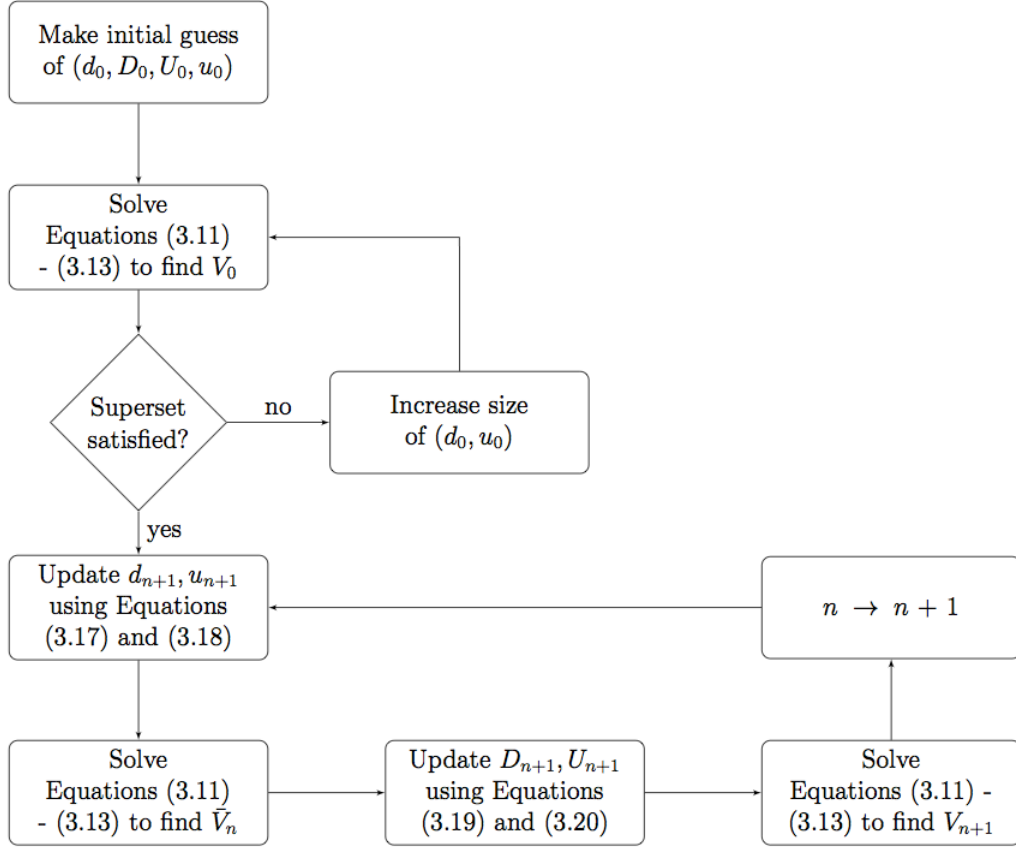 Make initial guess
of (d₀, D₀, U₀, u₀)
Solve
Equations (3.11)
- (3.13) to find V₀
Superset
satisfied?
no
Increase size
of (d₀, u₀)
yes
Update dₙ₊₁, uₙ₊₁
using Equations
(3.17) and (3.18)
n → n + 1
Solve
Equations (3.11)
- (3.13) to find V̄ₙ
Update Dₙ₊₁, Uₙ₊₁
using Equations
(3.19) and (3.20)
Solve
Equations (3.11) -
(3.13) to find Vₙ₊₁